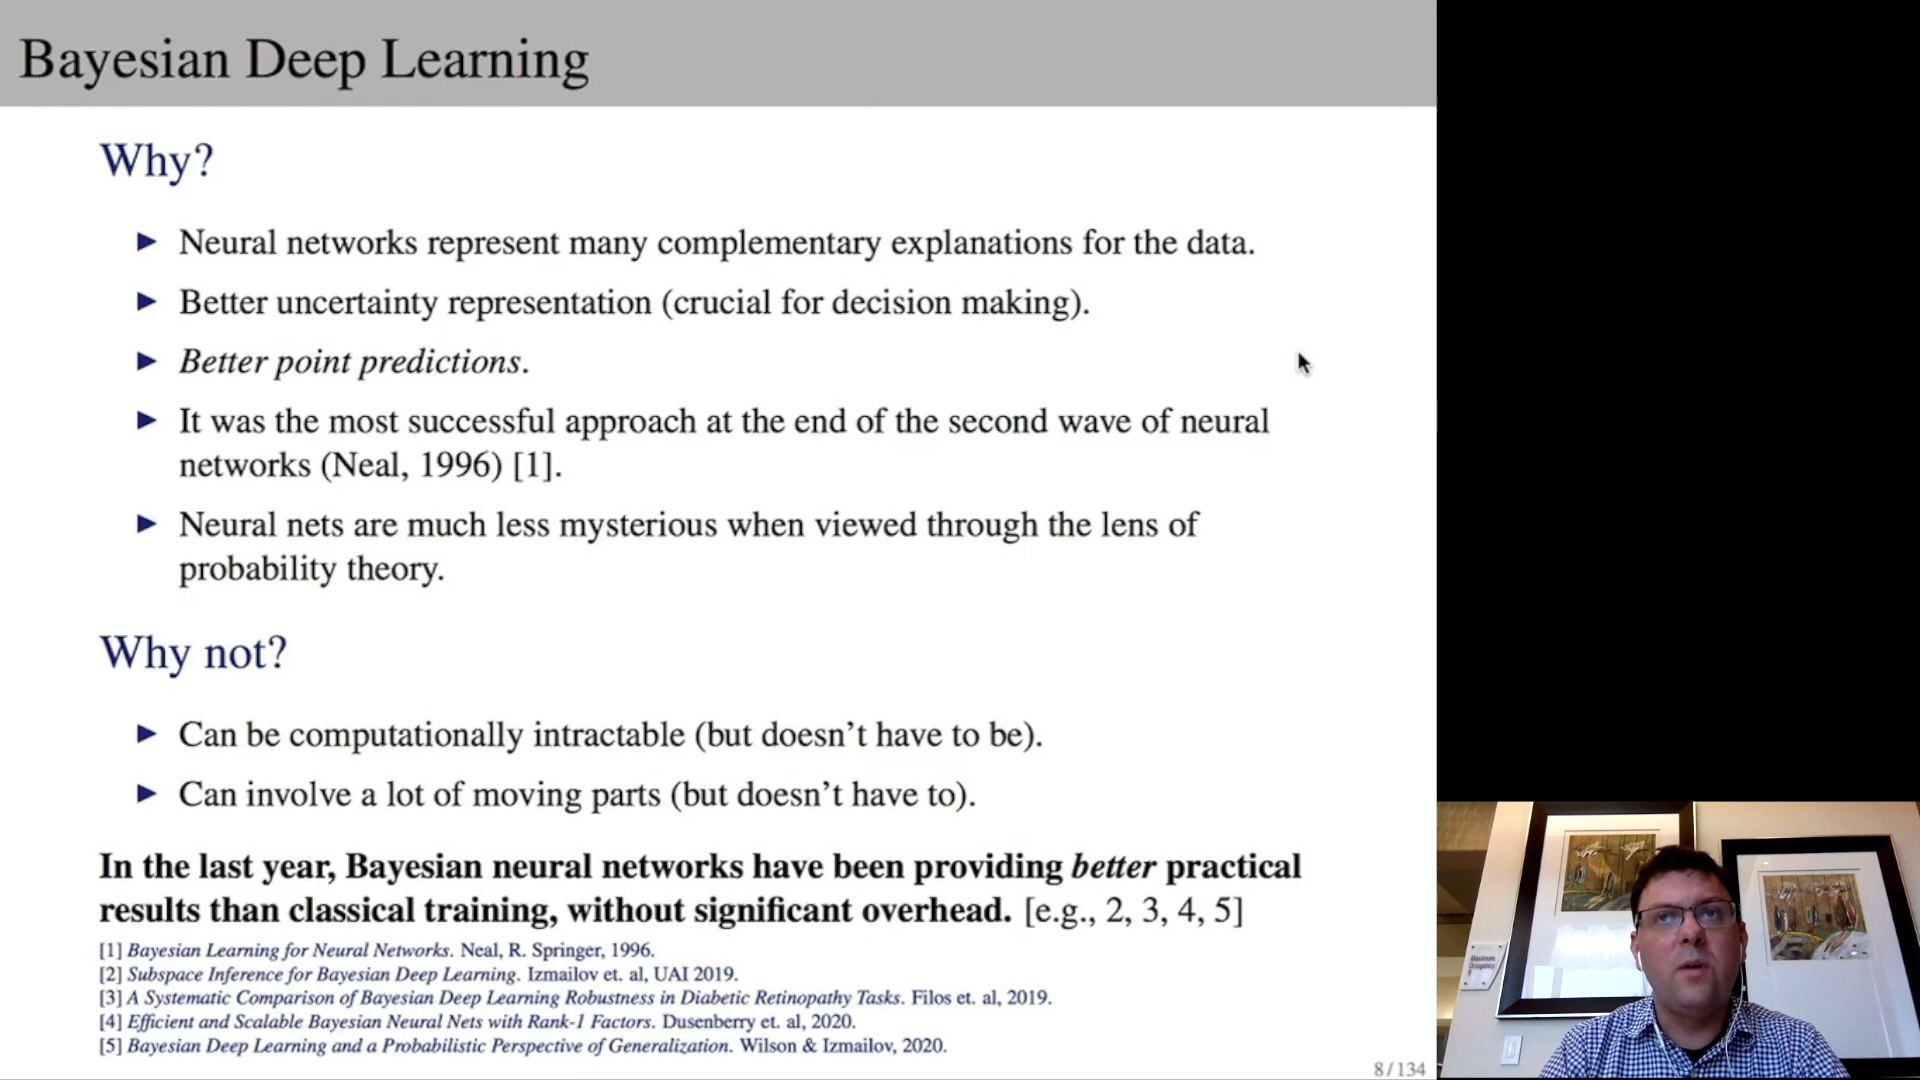 Bayesian Deep Learning
Why?
► Neural networks represent many complementary explanations for the data.
► Better uncertainty representation (crucial for decision making).
► Better point predictions.
► It was the most successful approach at the end of the second wave of neural
networks (Neal, 1996) [1].
► Neural nets are much less mysterious when viewed through the lens of
probability theory.
Why not?
► Can be computationally intractable (but doesn't have to be).
► Can involve a lot of moving parts (but doesn't have to).
In the last year, Bayesian neural networks have been providing better practical
results than classical training, without significant overhead. [e.g., 2, 3, 4, 5]
[1] Bayesian Learning for Neural Networks. Neal, R. Springer, 1996.
[2] Subspace Inference for Bayesian Deep Learning. Izmailov et. al, UAI 2019.
[3] A Systematic Comparison of Bayesian Deep Learning Robustness in Diabetic Retinopathy Tasks. Filos et. al, 2019.
[4] Efficient and Scalable Bayesian Neural Nets with Rank-1 Factors. Dusenberry et. al, 2020.
[5] Bayesian Deep Learning and a Probabilistic Perspective of Generalization. Wilson & Izmailov, 2020.
8 / 134
Maximum
Occupancy